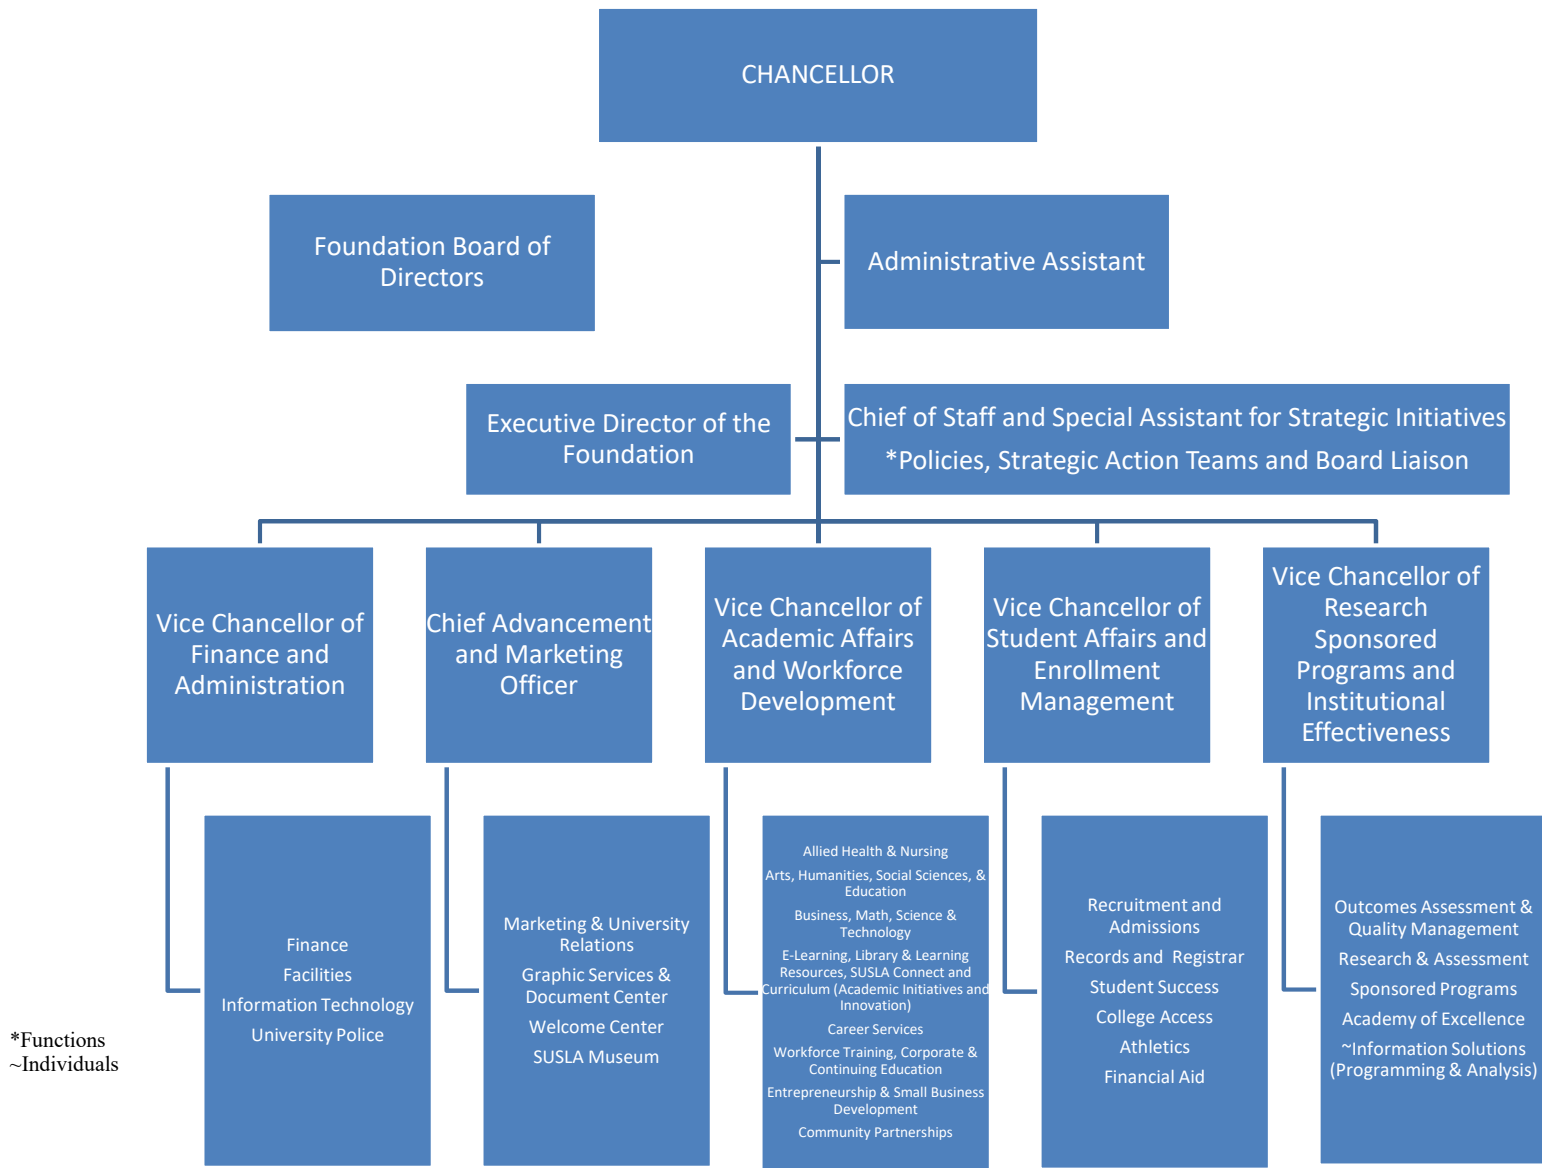 CHANCELLOR
Foundation Board of
Directors
Administrative Assistant
Executive Director of the
Foundation
Chief of Staff and Special Assistant for Strategic Initiatives
*Policies, Strategic Action Teams and Board Liaison
Vice Chancellor of
Finance and
Administration
Chief Advancement
and Marketing
Officer
Vice Chancellor of
Academic Affairs
and Workforce
Development
Vice Chancellor of
Student Affairs and
Enrollment
Management
Vice Chancellor of
Research
Sponsored
Programs and
Institutional
Effectiveness
Finance
Facilities
Information Technology
University Police
Marketing & University
Relations
Graphic Services &
Document Center
Welcome Center
SUSLA Museum
Allied Health & Nursing
Arts, Humanities, Social Sciences, &
Education
Business, Math, Science &
Technology
E-Learning, Library & Learning
Resources, SUSLA Connect and
Curriculum (Academic Initiatives and
Innovation)
Career Services
Workforce Training, Corporate &
Continuing Education
Entrepreneurship & Small Business
Development
Community Partnerships
Recruitment and
Admissions
Records and Registrar
Student Success
College Access
Athletics
Financial Aid
Outcomes Assessment &
Quality Management
Research & Assessment
Sponsored Programs
Academy of Excellence
~Information Solutions
(Programming & Analysis)
*Functions
~Individuals